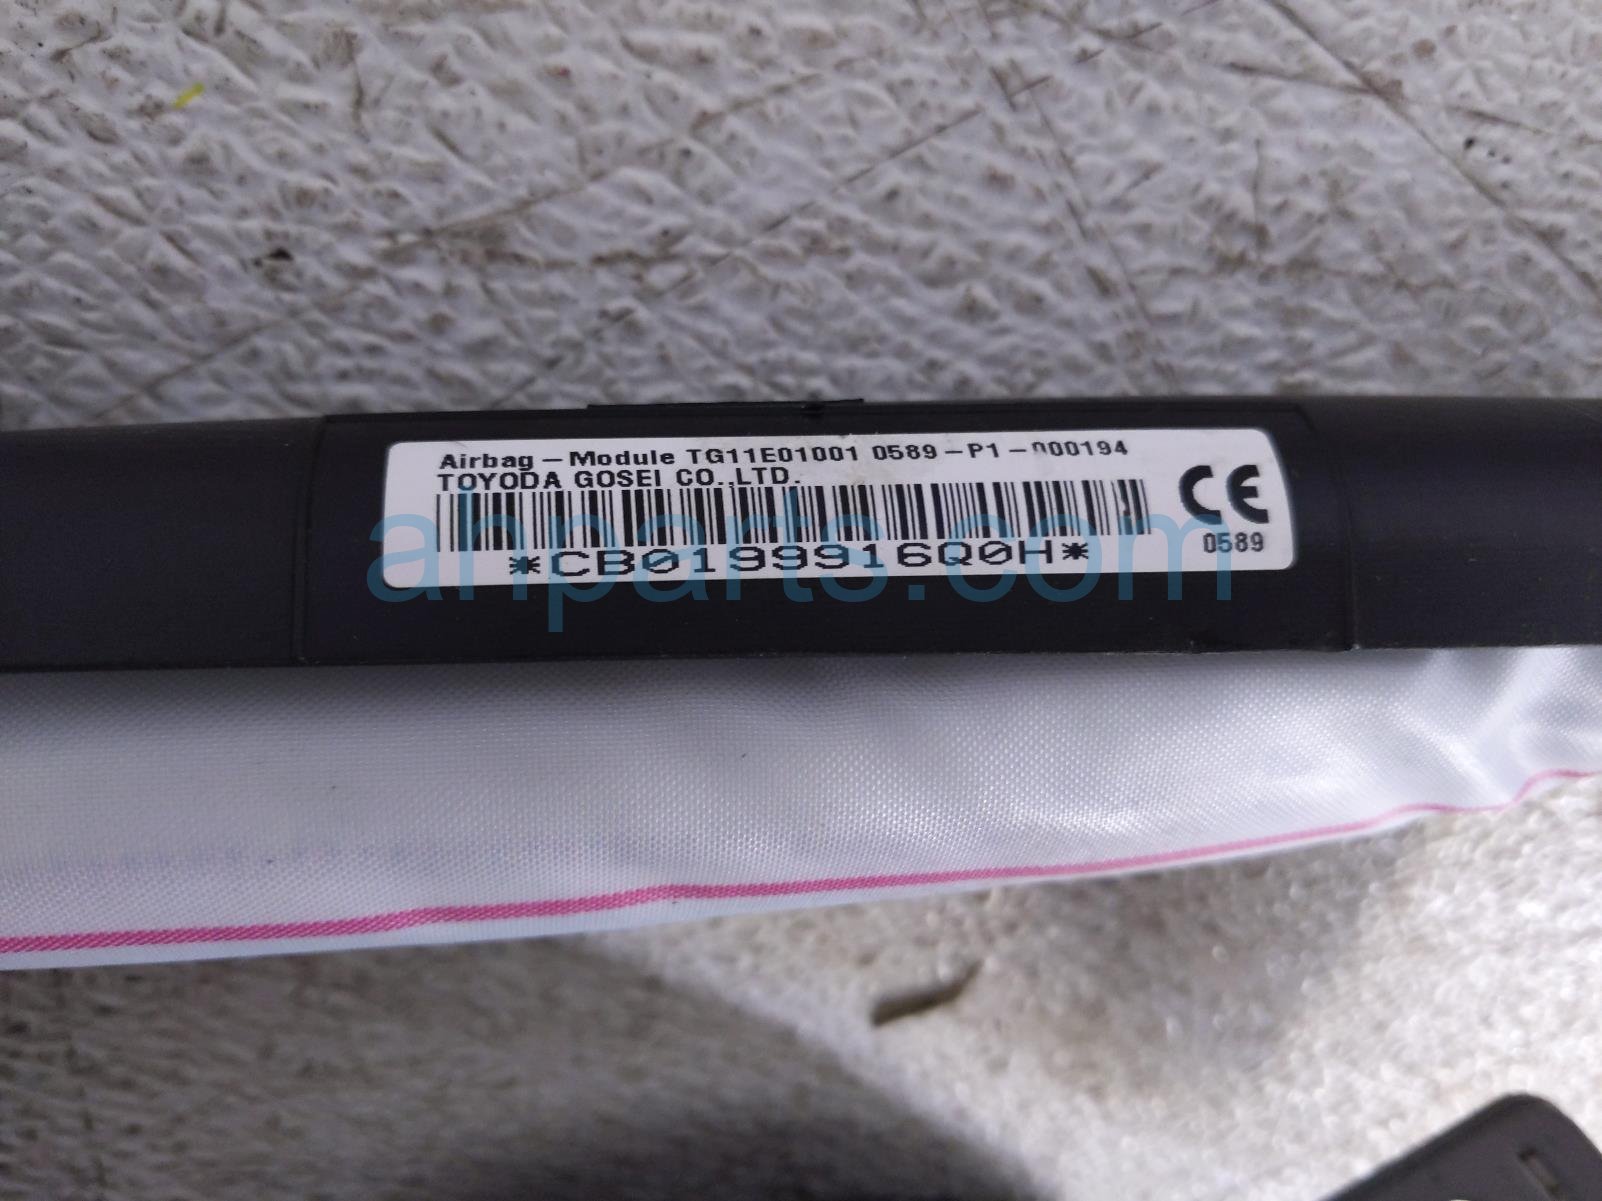 Airbag-Module TG11E01001 0589-P1-000194
TOYODA GOSEI CO.,LTD.
CE
0589
*CB0199916Q0H*
ahparts.com